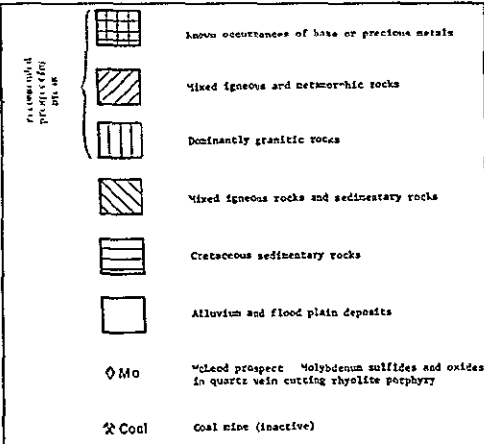 Known occurrances of base or precious metals
Mixed igneous and metamorphic rocks
Dominantly granitic rocks
Mixed igneous rocks and sedimentary rocks
Cretaceous sedimentary rocks
Alluvium and flood plain deposits
Mo
McLeod prospect Molybdenum sulfides and oxides
in quartz vein cutting rhyolite porphyry
Coal
Coal mine (inactive)